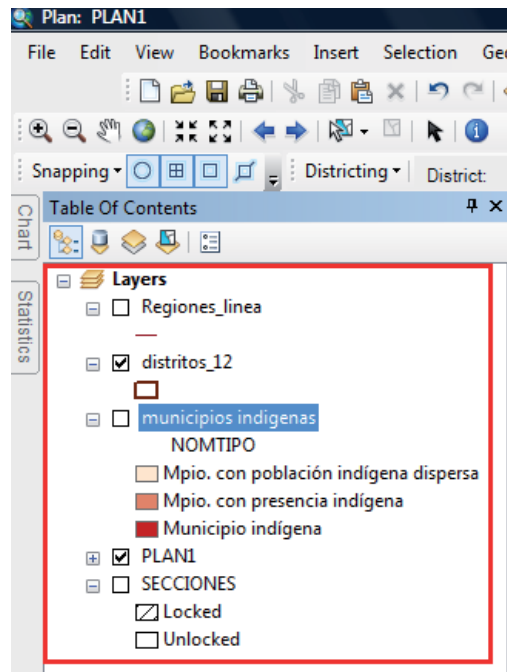 Plan: PLAN1
File Edit View Bookmarks Insert Selection
Snapping Districting District:
Table Of Contents
Chart
Statistics
Layers
Regiones_linea
distritos_12
municipios indigenas
NOMTIPO
Mpio. con población indígena dispersa
Mpio. con presencia indígena
Municipio indígena
PLAN1
SECCIONES
Locked
Unlocked